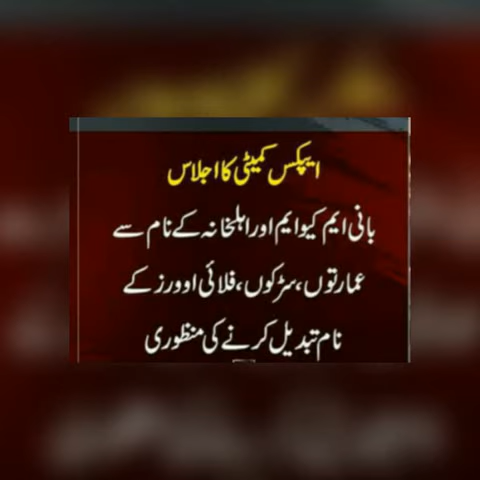 ایپکس کمیٹی کا اجلاس
بانی ایم کیو ایم اور اہلخانہ کے نام سے
عمارتوں، سڑکوں، فلائی اوورز کے
نام تبدیل کرنے کی منظوری